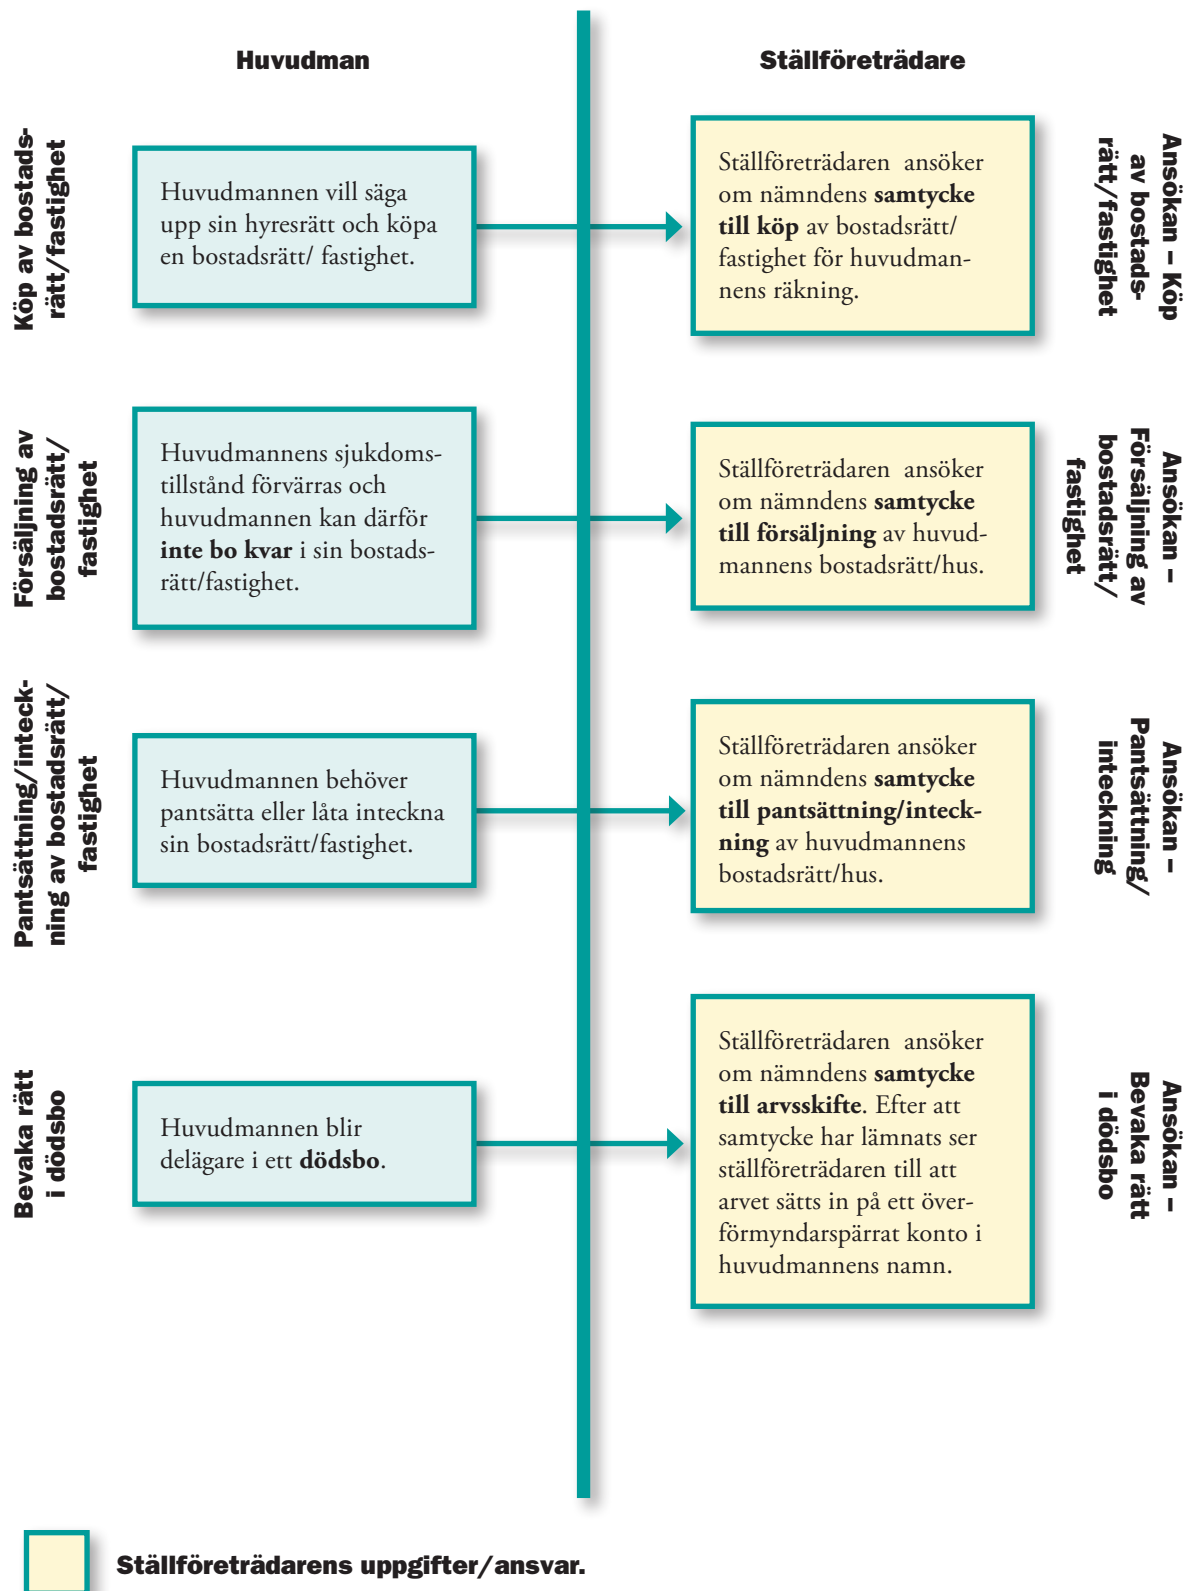 Huvudman
Ställföreträdare
Köp av bostads-
rätt/fastighet
Huvudmannen vill säga
upp sin hyresrätt och köpa
en bostadsrätt/ fastighet.
Ställföreträdaren ansöker
om nämndens samtycke
till köp av bostadsrätt/
fastighet för huvudman-
nens räkning.
Ansökan – Köp
av bostads-
rätt/fastighet
Försäljning av
bostadsrätt/
fastighet
Huvudmannens sjukdoms-
tillstånd förvärras och
huvudmannen kan därför
inte bo kvar i sin bostads-
rätt/fastighet.
Ställföreträdaren ansöker
om nämndens samtycke
till försäljning av huvud-
mannens bostadsrätt/hus.
Ansökan –
Försäljning av
bostadsrätt/
fastighet
Pantsättning/inteck-
ning av bostadsrätt/
fastighet
Huvudmannen behöver
pantsätta eller låta inteckna
sin bostadsrätt/fastighet.
Ställföreträdaren ansöker
om nämndens samtycke
till pantsättning/inteck-
ning av huvudmannens
bostadsrätt/hus.
Ansökan –
Pantsättning/
inteckning
Bevaka rätt
i dödsbo
Huvudmannen blir
delägare i ett dödsbo.
Ställföreträdaren ansöker
om nämndens samtycke
till arvsskifte. Efter att
samtycke har lämnats ser
ställföreträdaren till att
arvet sätts in på ett över-
förmyndarspärrat konto i
huvudmannens namn.
Ansökan –
Bevaka rätt
i dödsbo
Ställföreträdarens uppgifter/ansvar.